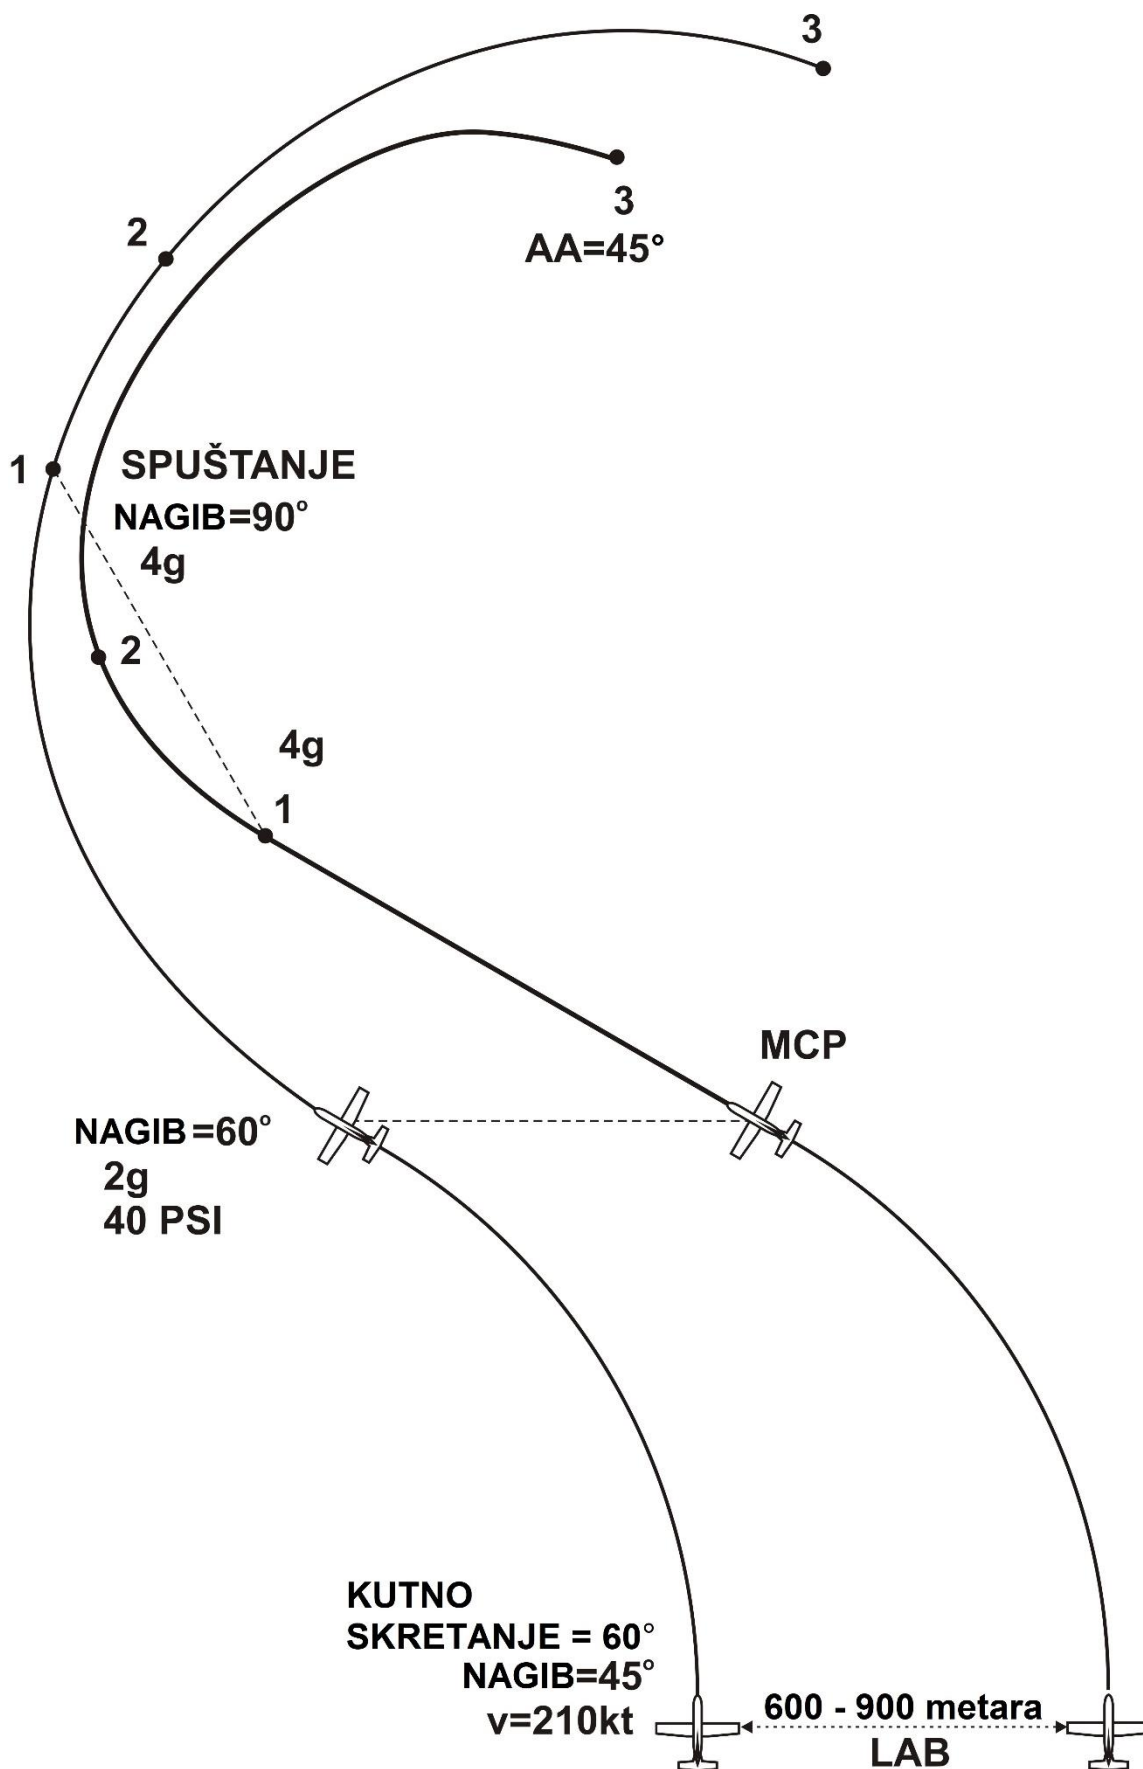 3
3
AA=45°
2
1
SPUŠTANJE
NAGIB=90°
4g
2
4g
1
MCP
NAGIB=60°
2g
40 PSI
KUTNO
SKRETANJE = 60°
NAGIB=45°
v=210kt
600 - 900 metara
LAB